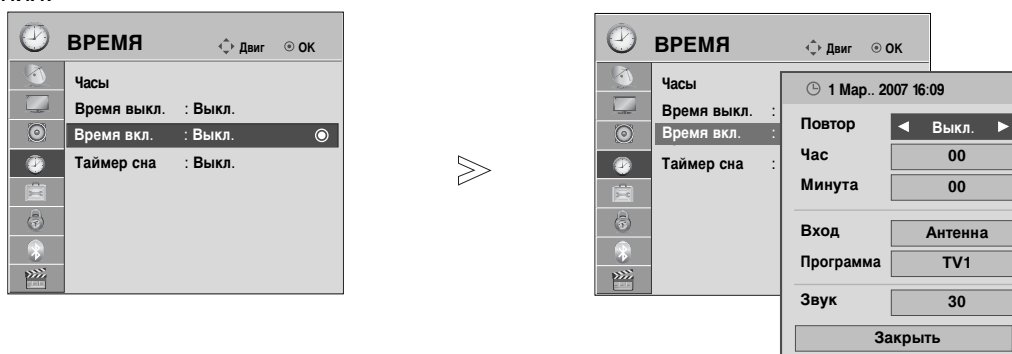 ВРЕМЯ
Двиг OK
Часы
Время выкл. : Выкл.
Время вкл. : Выкл.
Таймер сна : Выкл.
ВРЕМЯ
Двиг OK
Часы
Время выкл. :
Время вкл. :
Таймер сна :
1 Мар.. 2007 16:09
Повтор Выкл.
Час 00
Минута 00
Вход Антенна
Программа TV1
Звук 30
Закрыть